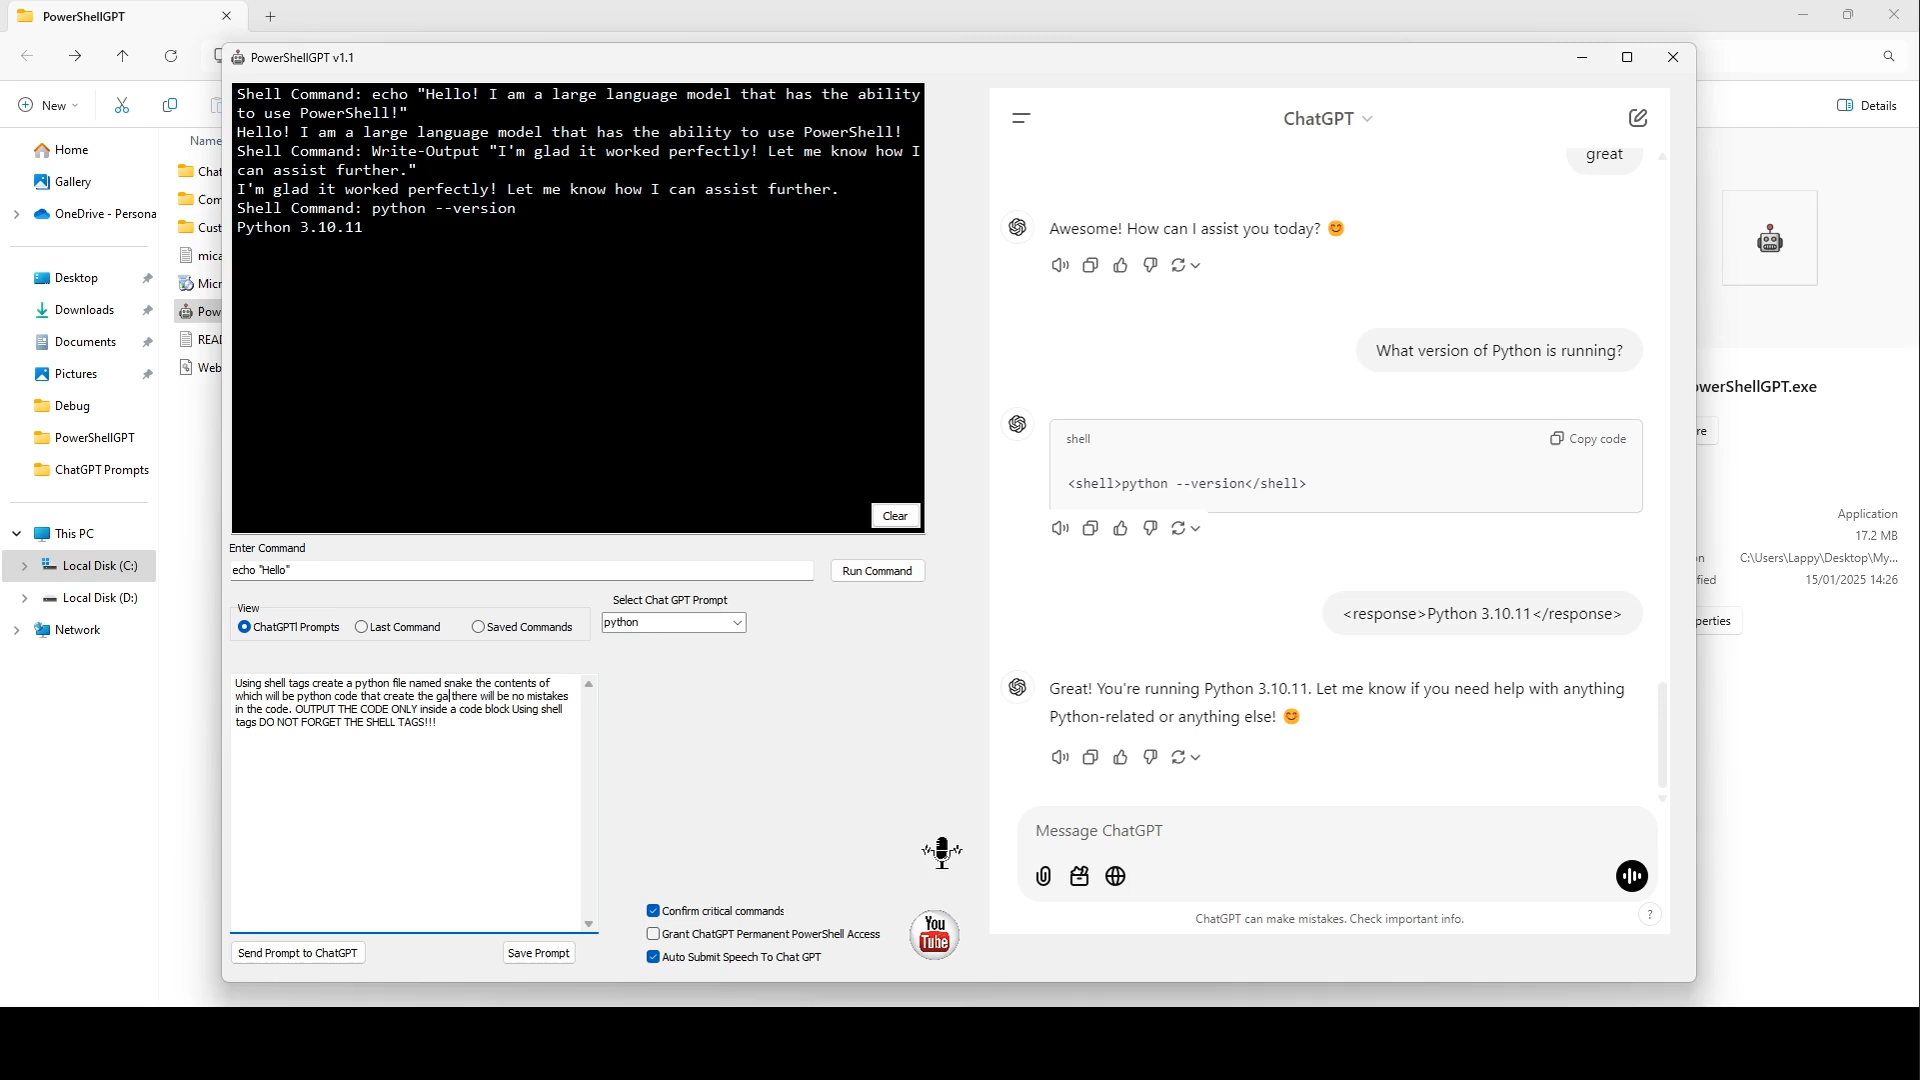 PowerShellGPT
New
Details
Home
Gallery
OneDrive - Persona
Desktop
Downloads
Documents
Pictures
Debug
PowerShellGPT
ChatGPT Prompts
This PC
Local Disk (C:)
Local Disk (D:)
Network
Name
Chat
Com
Cust
mica
Micr
Pow
READ
Web
PowerShellGPT v1.1
Shell Command: echo "Hello! I am a large language model that has the ability
to use PowerShell!"
Hello! I am a large language model that has the ability to use PowerShell!
Shell Command: Write-Output "I'm glad it worked perfectly! Let me know how I
can assist further."
I'm glad it worked perfectly! Let me know how I can assist further.
Shell Command: python --version
Python 3.10.11
Clear
Enter Command
echo "Hello"
Run Command
View
ChatGPTl Prompts
Last Command
Saved Commands
Select Chat GPT Prompt
python
Using shell tags create a python file named snake the contents of
which will be python code that create the ga there will be no mistakes
in the code. OUTPUT THE CODE ONLY inside a code block Using shell
tags DO NOT FORGET THE SHELL TAGS!!!
Send Prompt to ChatGPT
Save Prompt
Confirm critical commands
Grant ChatGPT Permanent PowerShell Access
Auto Submit Speech To Chat GPT
You
Tube
ChatGPT
great
Awesome! How can I assist you today?
What version of Python is running?
shell
Copy code
<shell>python --version</shell>
<response>Python 3.10.11</response>
Great! You're running Python 3.10.11. Let me know if you need help with anything
Python-related or anything else!
Message ChatGPT
ChatGPT can make mistakes. Check important info.
?
owerShellGPT.exe
re
Application
17.2 MB
on C:\Users\Lappy\Desktop\My...
fied 15/01/2025 14:26
perties